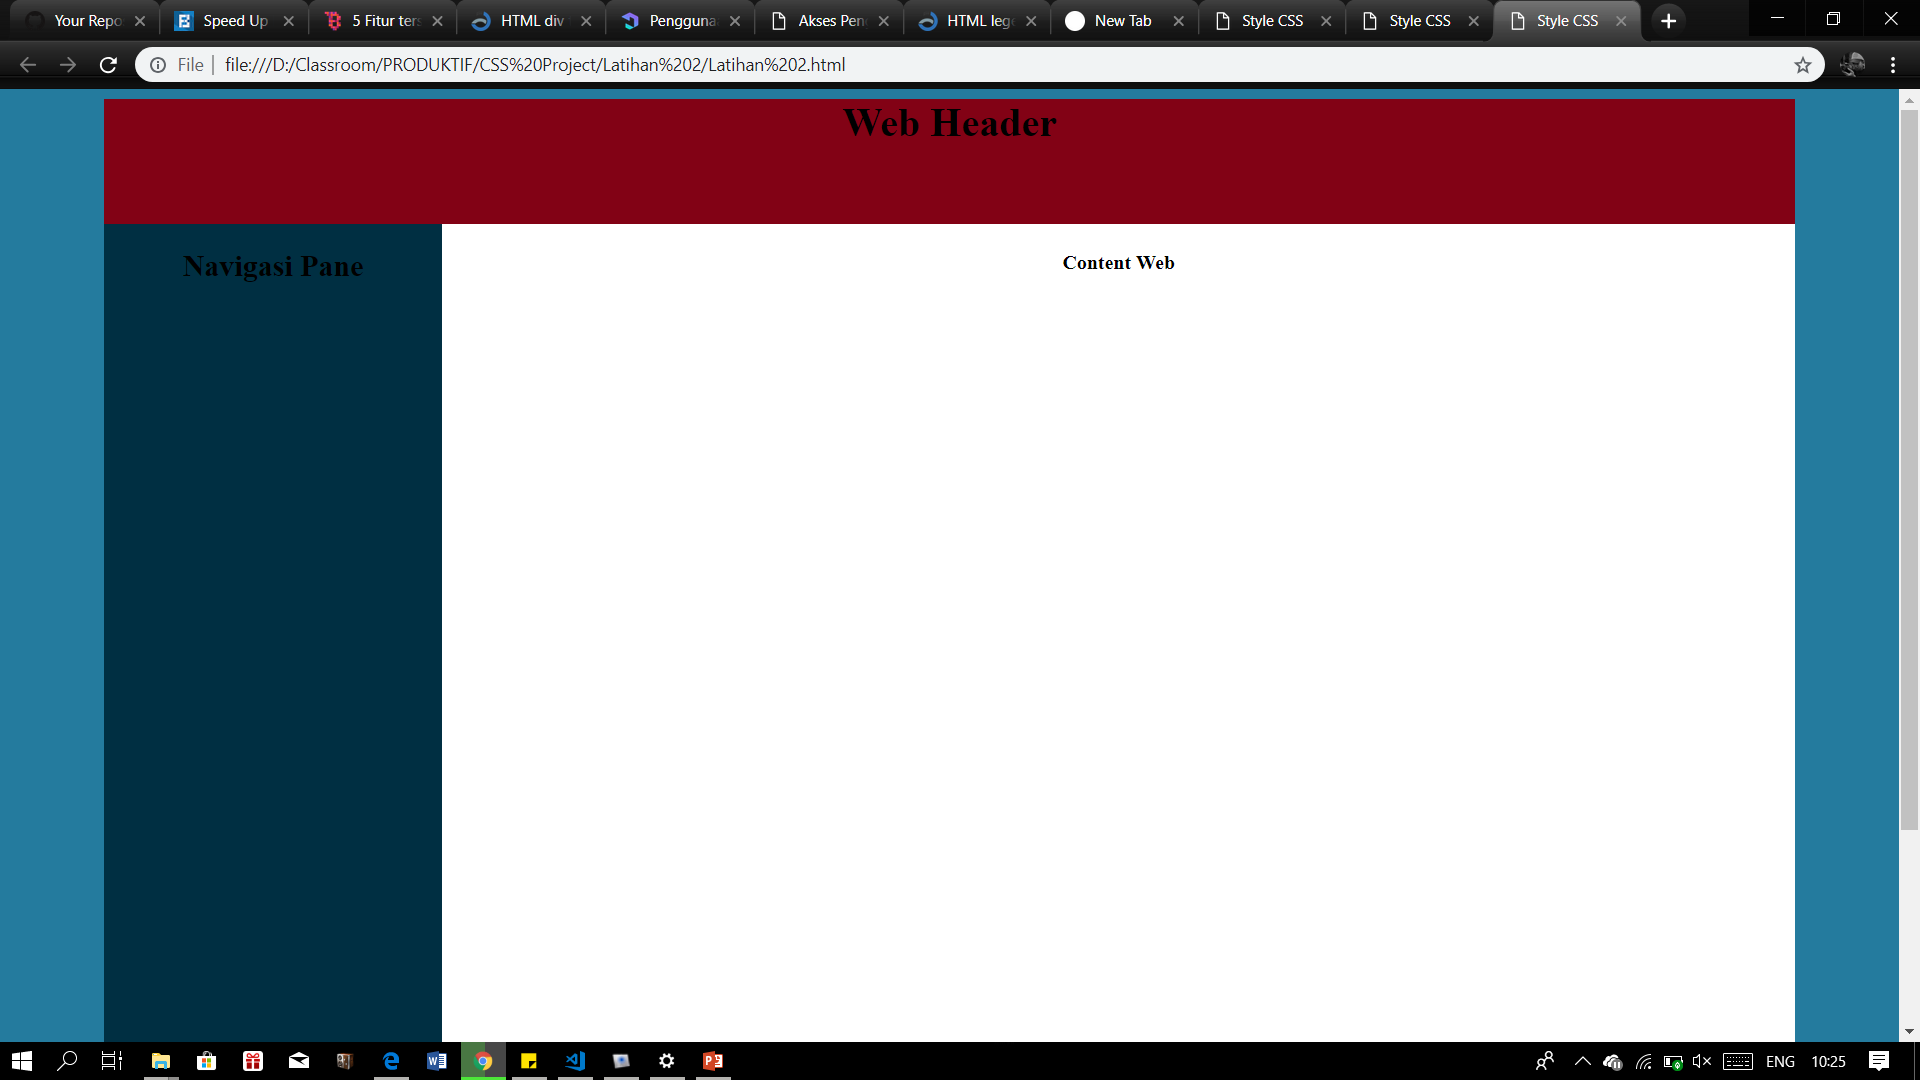 Your Repo
Speed Up
5 Fitur ters
HTML div
Pengguna
Akses Pen
HTML leg
New Tab
Style CSS
Style CSS
Style CSS
File
file:///D:/Classroom/PRODUKTIF/CSS%20Project/Latihan%202/Latihan%202.html
Web Header
Navigasi Pane
Content Web
ENG
10:25